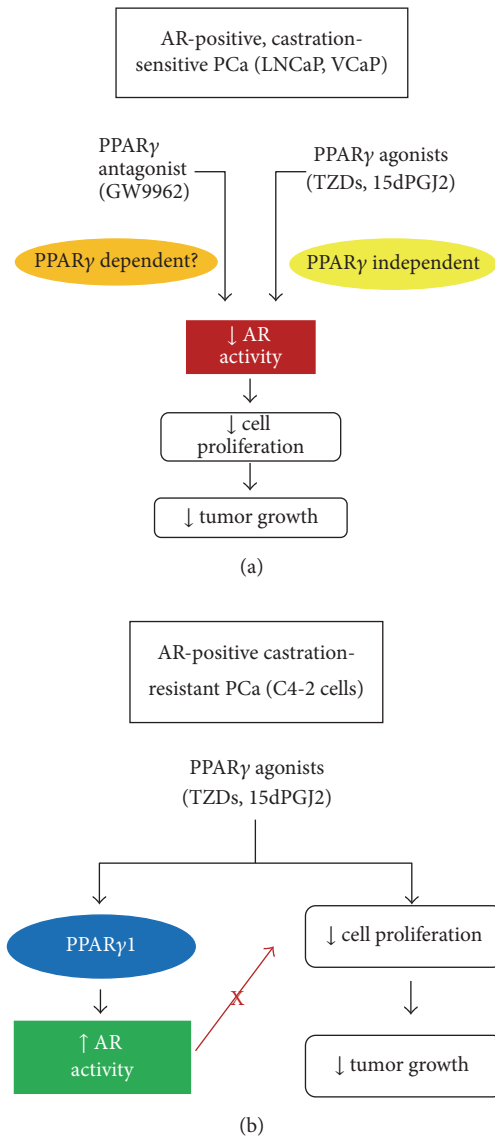 AR-positive, castration-
sensitive PCa (LNCaP, VCaP)
PPARγ
antagonist
(GW9962)
PPARγ agonists
(TZDs, 15dPGJ2)
PPARγ dependent?
PPARγ independent
↓ AR
activity
↓ cell
proliferation
↓ tumor growth
(a)
AR-positive castration-
resistant PCa (C4-2 cells)
PPARγ agonists
(TZDs, 15dPGJ2)
PPARγ1
↓ cell proliferation
X
↑ AR
activity
↓ tumor growth
(b)